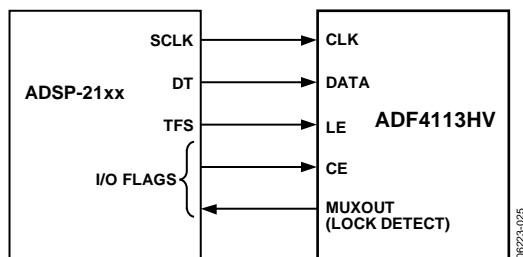 SCLK
CLK
ADSP-21xx
DT
DATA
TFS
LE
ADF4113HV
I/O FLAGS
CE
MUXOUT
(LOCK DETECT)
06223-025